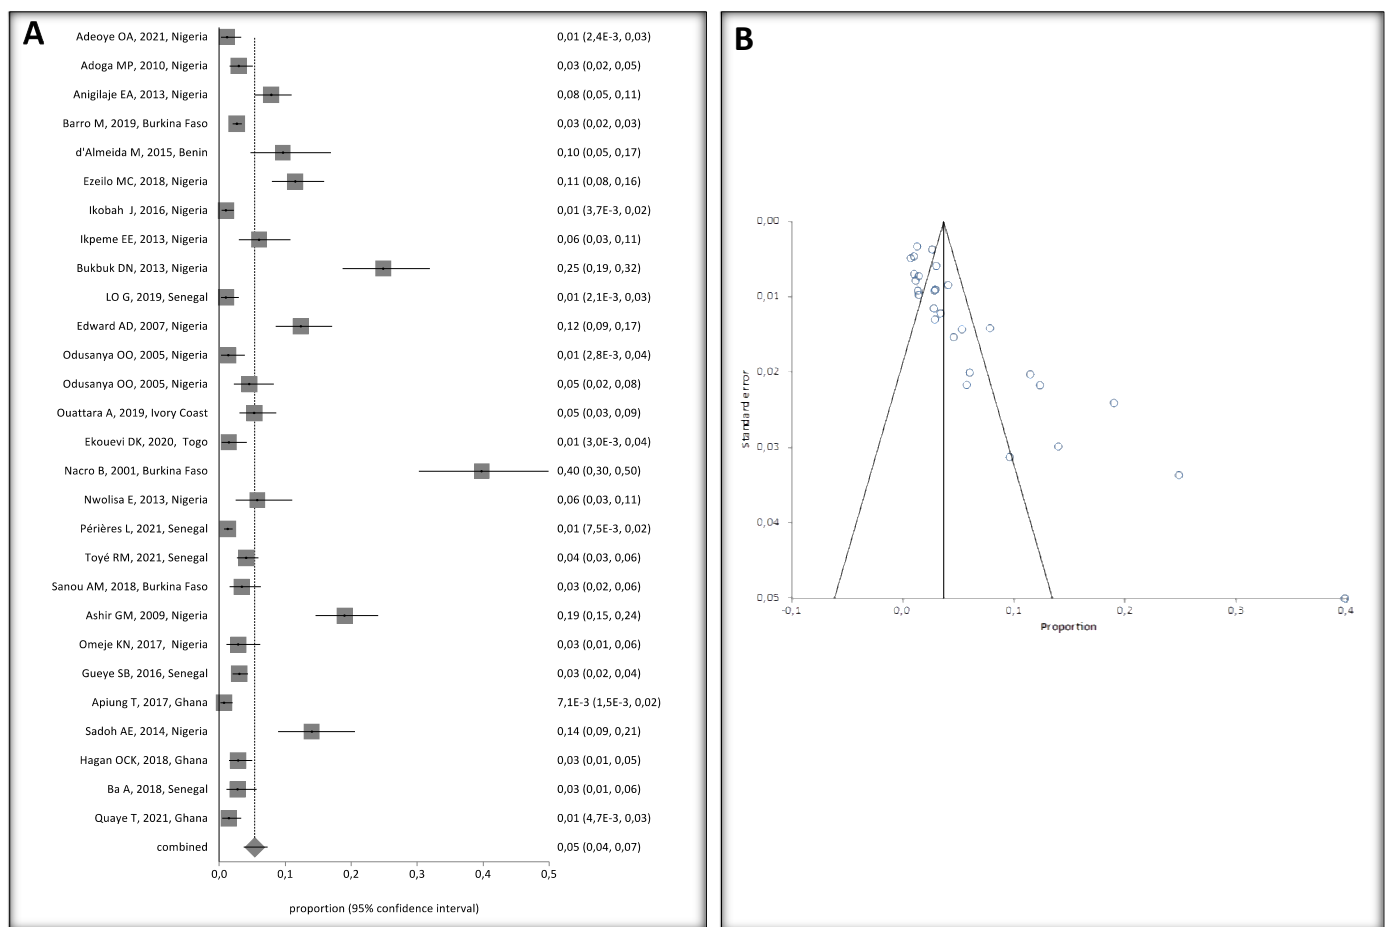 A
Adeoye OA, 2021, Nigeria 0,01 (2,4E-3, 0,03)
Adoga MP, 2010, Nigeria 0,03 (0,02, 0,05)
Anigilaje EA, 2013, Nigeria 0,08 (0,05, 0,11)
Barro M, 2019, Burkina Faso 0,03 (0,02, 0,03)
d'Almeida M, 2015, Benin 0,10 (0,05, 0,17)
Ezeilo MC, 2018, Nigeria 0,11 (0,08, 0,16)
Ikobah J, 2016, Nigeria 0,01 (3,7E-3, 0,02)
Ikpeme EE, 2013, Nigeria 0,06 (0,03, 0,11)
Bukbuk DN, 2013, Nigeria 0,25 (0,19, 0,32)
LO G, 2019, Senegal 0,01 (2,1E-3, 0,03)
Edward AD, 2007, Nigeria 0,12 (0,09, 0,17)
Odusanya OO, 2005, Nigeria 0,01 (2,8E-3, 0,04)
Odusanya OO, 2005, Nigeria 0,05 (0,02, 0,08)
Ouattara A, 2019, Ivory Coast 0,05 (0,03, 0,09)
Ekouevi DK, 2020, Togo 0,01 (3,0E-3, 0,04)
Nacro B, 2001, Burkina Faso 0,40 (0,30, 0,50)
Nwolisa E, 2013, Nigeria 0,06 (0,03, 0,11)
Périères L, 2021, Senegal 0,01 (7,5E-3, 0,02)
Toyé RM, 2021, Senegal 0,04 (0,03, 0,06)
Sanou AM, 2018, Burkina Faso 0,03 (0,02, 0,06)
Ashir GM, 2009, Nigeria 0,19 (0,15, 0,24)
Omeje KN, 2017, Nigeria 0,03 (0,01, 0,06)
Gueye SB, 2016, Senegal 0,03 (0,02, 0,04)
Apiung T, 2017, Ghana 7,1E-3 (1,5E-3, 0,02)
Sadoh AE, 2014, Nigeria 0,14 (0,09, 0,21)
Hagan OCK, 2018, Ghana 0,03 (0,01, 0,05)
Ba A, 2018, Senegal 0,03 (0,01, 0,06)
Quaye T, 2021, Ghana 0,01 (4,7E-3, 0,03)
combined 0,05 (0,04, 0,07)
0,0 0,1 0,2 0,3 0,4 0,5
proportion (95% confidence interval)
B
0,00
0,01
0,02
0,03
0,04
0,05
Standard error
-0,1 0,0 0,1 0,2 0,3 0,4
Proportion